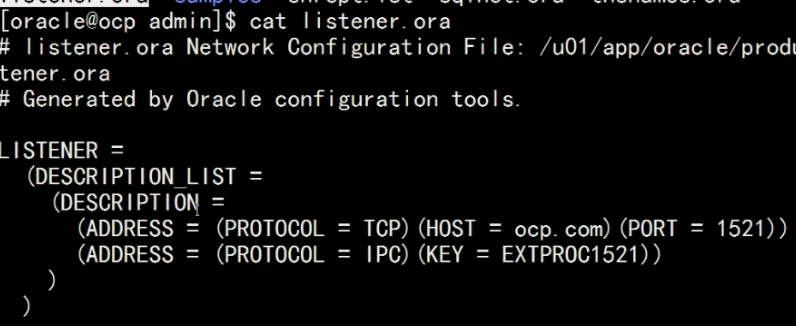 listener.ora samples shrept.lst sqlnet.ora tnsnames.ora
[oracle@ocp admin]$ cat listener.ora
# listener.ora Network Configuration File: /u01/app/oracle/produ
tener.ora
# Generated by Oracle configuration tools.
LISTENER =
(DESCRIPTION_LIST =
(DESCRIPTION =
(ADDRESS = (PROTOCOL = TCP)(HOST = ocp.com)(PORT = 1521))
(ADDRESS = (PROTOCOL = IPC)(KEY = EXTPROC1521))
)
)